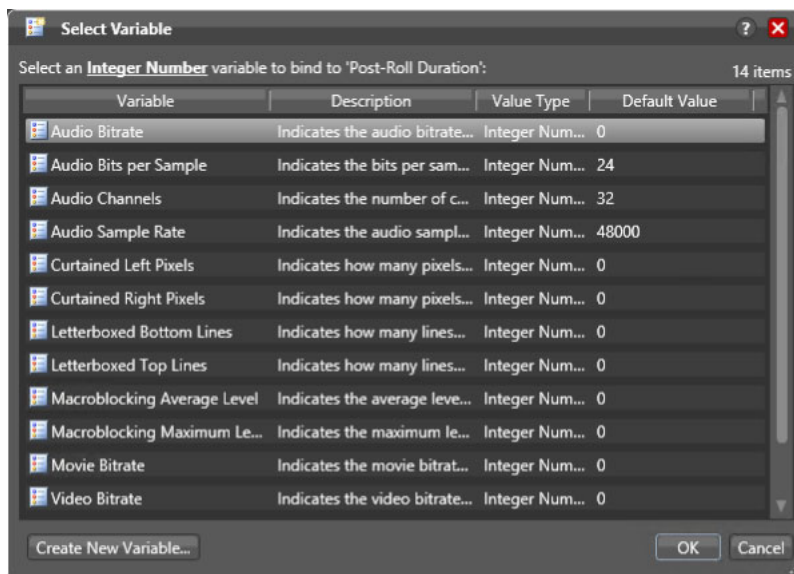 Select Variable
?
Select an Integer Number variable to bind to 'Post-Roll Duration':
14 items
Variable Description Value Type Default Value
Audio Bitrate Indicates the audio bitrate... Integer Num... 0
Audio Bits per Sample Indicates the bits per sam... Integer Num... 24
Audio Channels Indicates the number of c... Integer Num... 32
Audio Sample Rate Indicates the audio sampl... Integer Num... 48000
Curtained Left Pixels Indicates how many pixels... Integer Num... 0
Curtained Right Pixels Indicates how many pixels... Integer Num... 0
Letterboxed Bottom Lines Indicates how many lines... Integer Num... 0
Letterboxed Top Lines Indicates how many lines... Integer Num... 0
Macroblocking Average Level Indicates the average leve... Integer Num... 0
Macroblocking Maximum Le... Indicates the maximum le... Integer Num... 0
Movie Bitrate Indicates the movie bitrat... Integer Num... 0
Video Bitrate Indicates the video bitrate... Integer Num... 0
Create New Variable... OK Cancel